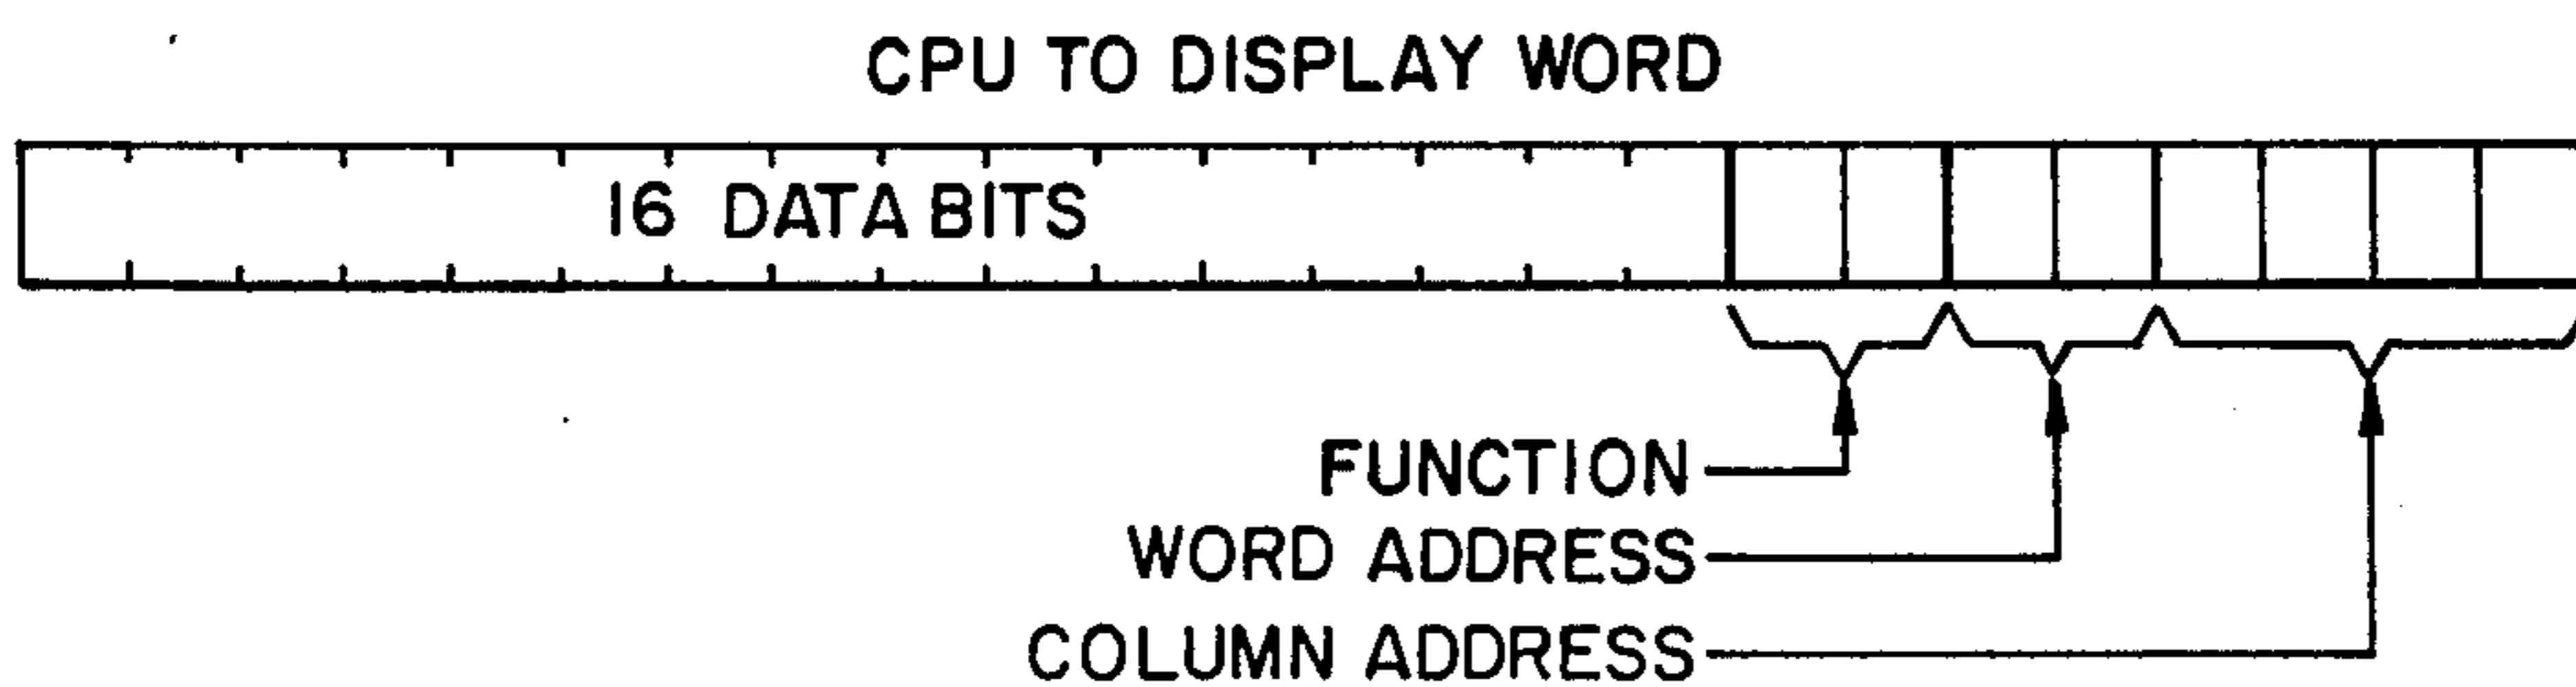 CPU TO DISPLAY WORD
16 DATA BITS
FUNCTION
WORD ADDRESS
COLUMN ADDRESS